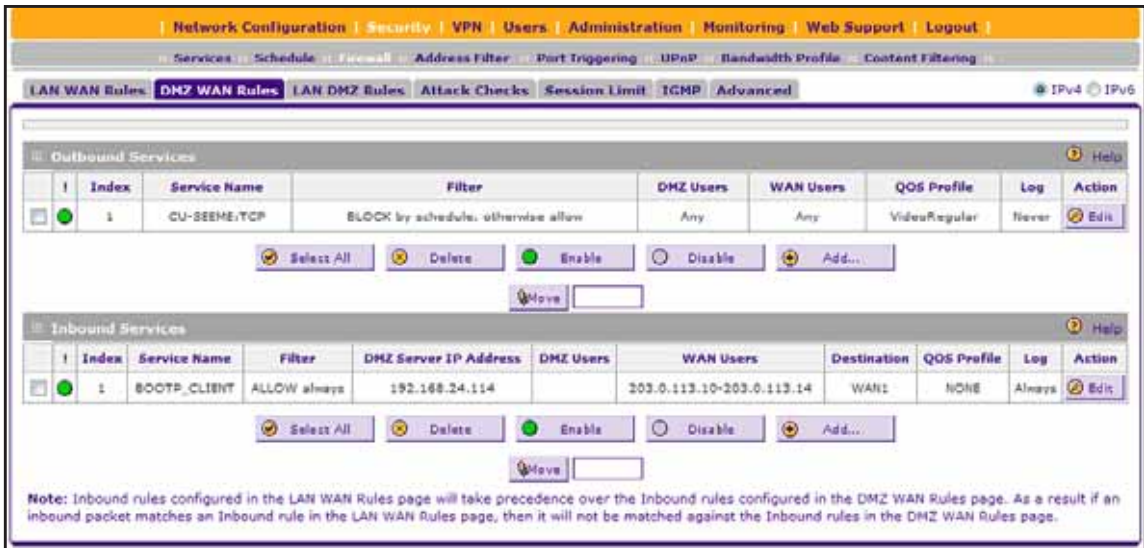 Network Configuration | Security | VPN | Users | Administration | Monitoring | Web Support | Logout
Services Schedule Firewall Address Filter Port Triggering UPnP Bandwidth Profile Content Filtering
LAN WAN Rules DMZ WAN Rules LAN DMZ Rules Attack Checks Session Limit IGMP Advanced IPv4 IPv6
Outbound Services Help
! Index Service Name Filter DMZ Users WAN Users QOS Profile Log Action
1 CU-SEEME:TCP BLOCK by schedule, otherwise allow Any Any VideoRegular Never Edit
Select All Delete Enable Disable Add...
Move
Inbound Services Help
! Index Service Name Filter DMZ Server IP Address DMZ Users WAN Users Destination QOS Profile Log Action
1 BOOTP_CLIENT ALLOW always 192.168.24.114 203.0.113.10-203.0.113.14 WAN1 NONE Always Edit
Select All Delete Enable Disable Add...
Move
Note: Inbound rules configured in the LAN WAN Rules page will take precedence over the Inbound rules configured in the DMZ WAN Rules page. As a result if an
inbound packet matches an Inbound rule in the LAN WAN Rules page, then it will not be matched against the Inbound rules in the DMZ WAN Rules page.